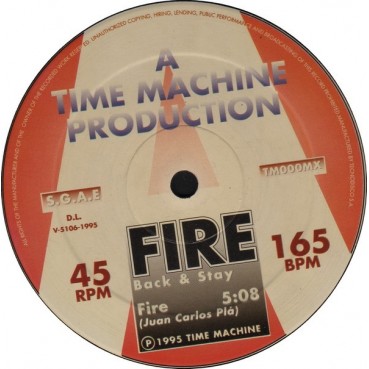 A
TIME MACHINE
PRODUCTION
S.G.A.E
D.L.
V-5106-1995
TM000MX
45
RPM
FIRE
Back & Stay
Fire 5:08
(Juan Carlos Plá)
Ⓟ 1995 TIME MACHINE
165
BPM